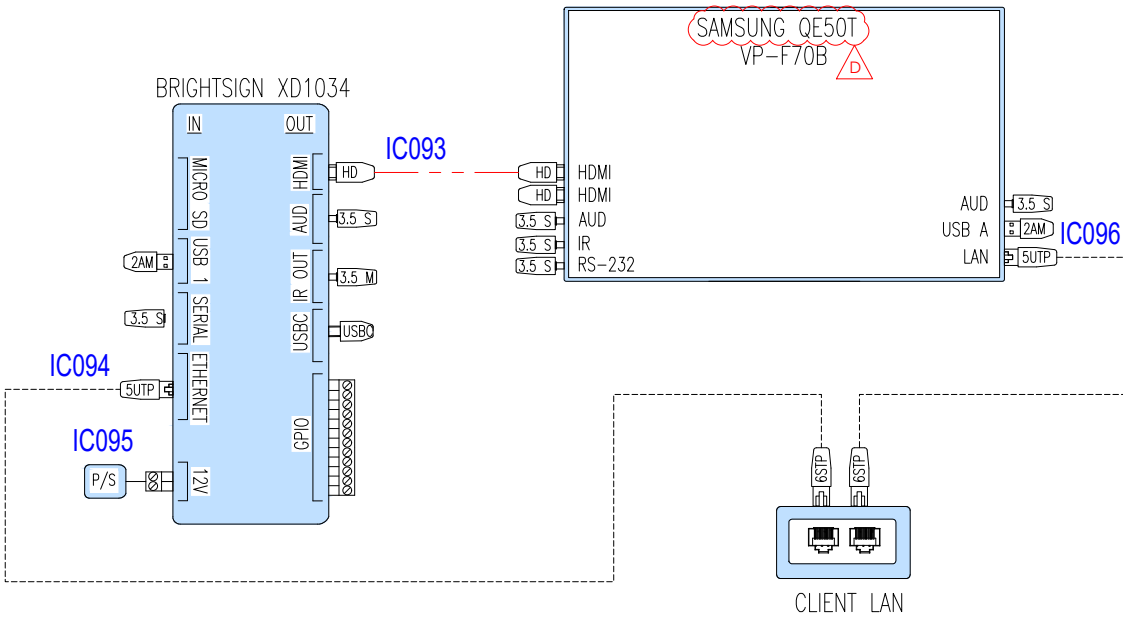 SAMSUNG QE50T
VP-F70B
D
BRIGHTSIGN XD1034
IN
OUT
MICRO SD
USB 1
SERIAL
ETHERNET
12V
HDMI
AUD
IR OUT
USBC
GPIO
2AM
3.5 S
5UTP
P/S
HD
3.5 S
3.5 M
USBC
IC093
IC094
IC095
HD
HD
3.5 S
3.5 S
3.5 S
HDMI
HDMI
AUD
IR
RS-232
AUD
USB A
LAN
3.5 S
2AM
5UTP
IC096
6STP
6STP
CLIENT LAN